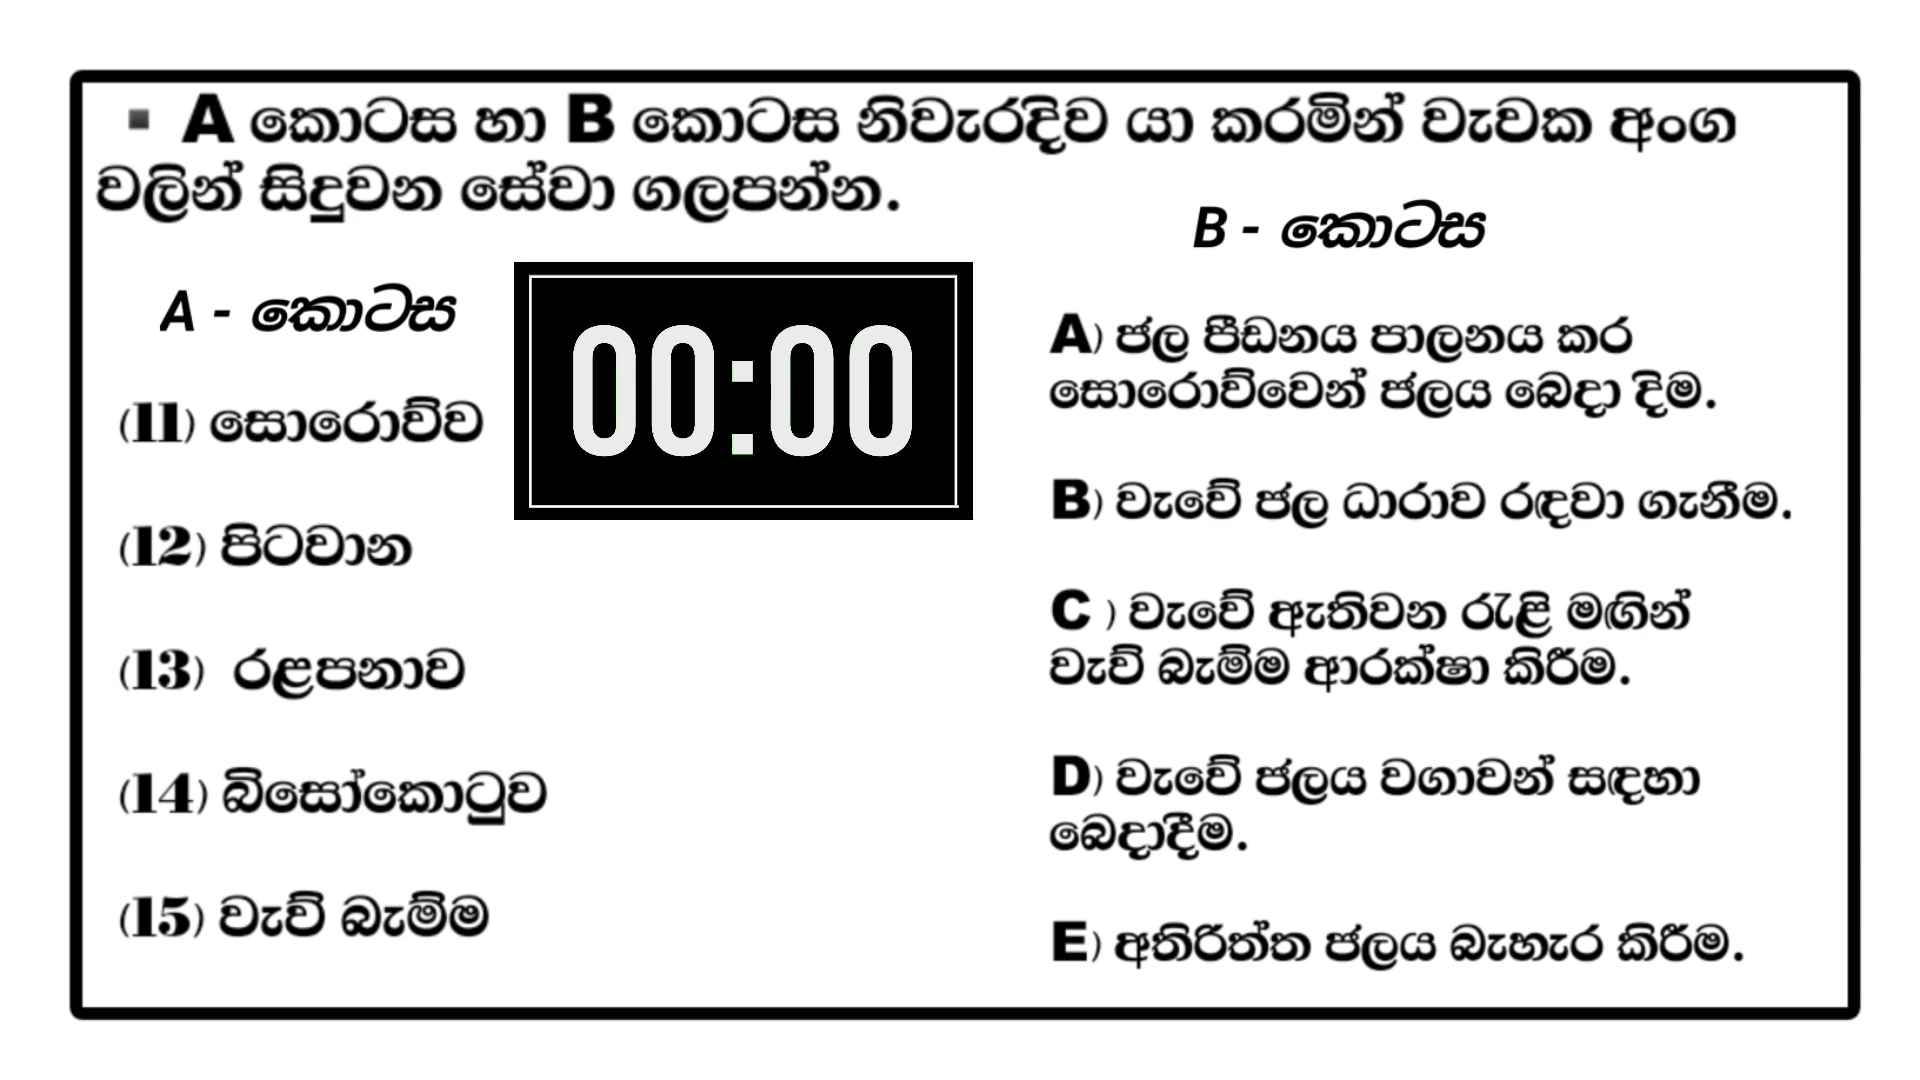 ▪ A කොටස හා B කොටස නිවැරදිව යා කරමින් වැවක අංග
වලින් සිදුවන සේවා ගලපන්න.
A - කොටස
(11) සොරොව්ව
(12) පිටවාන
(13) රළපනාව
(14) බිසෝකොටුව
(15) වැව් බැම්ම
00:00
B - කොටස
A) ජල පීඩනය පාලනය කර
සොරොව්වෙන් ජලය බෙදා දිම.
B) වැවේ ජල ධාරාව රඳවා ගැනීම.
C ) වැවේ ඇතිවන රැළි මඟින්
වැව් බැම්ම ආරක්ෂා කිරීම.
D) වැවේ ජලය වගාවන් සඳහා
බෙදාදීම.
E) අතිරිත්ත ජලය බැහැර කිරීම.